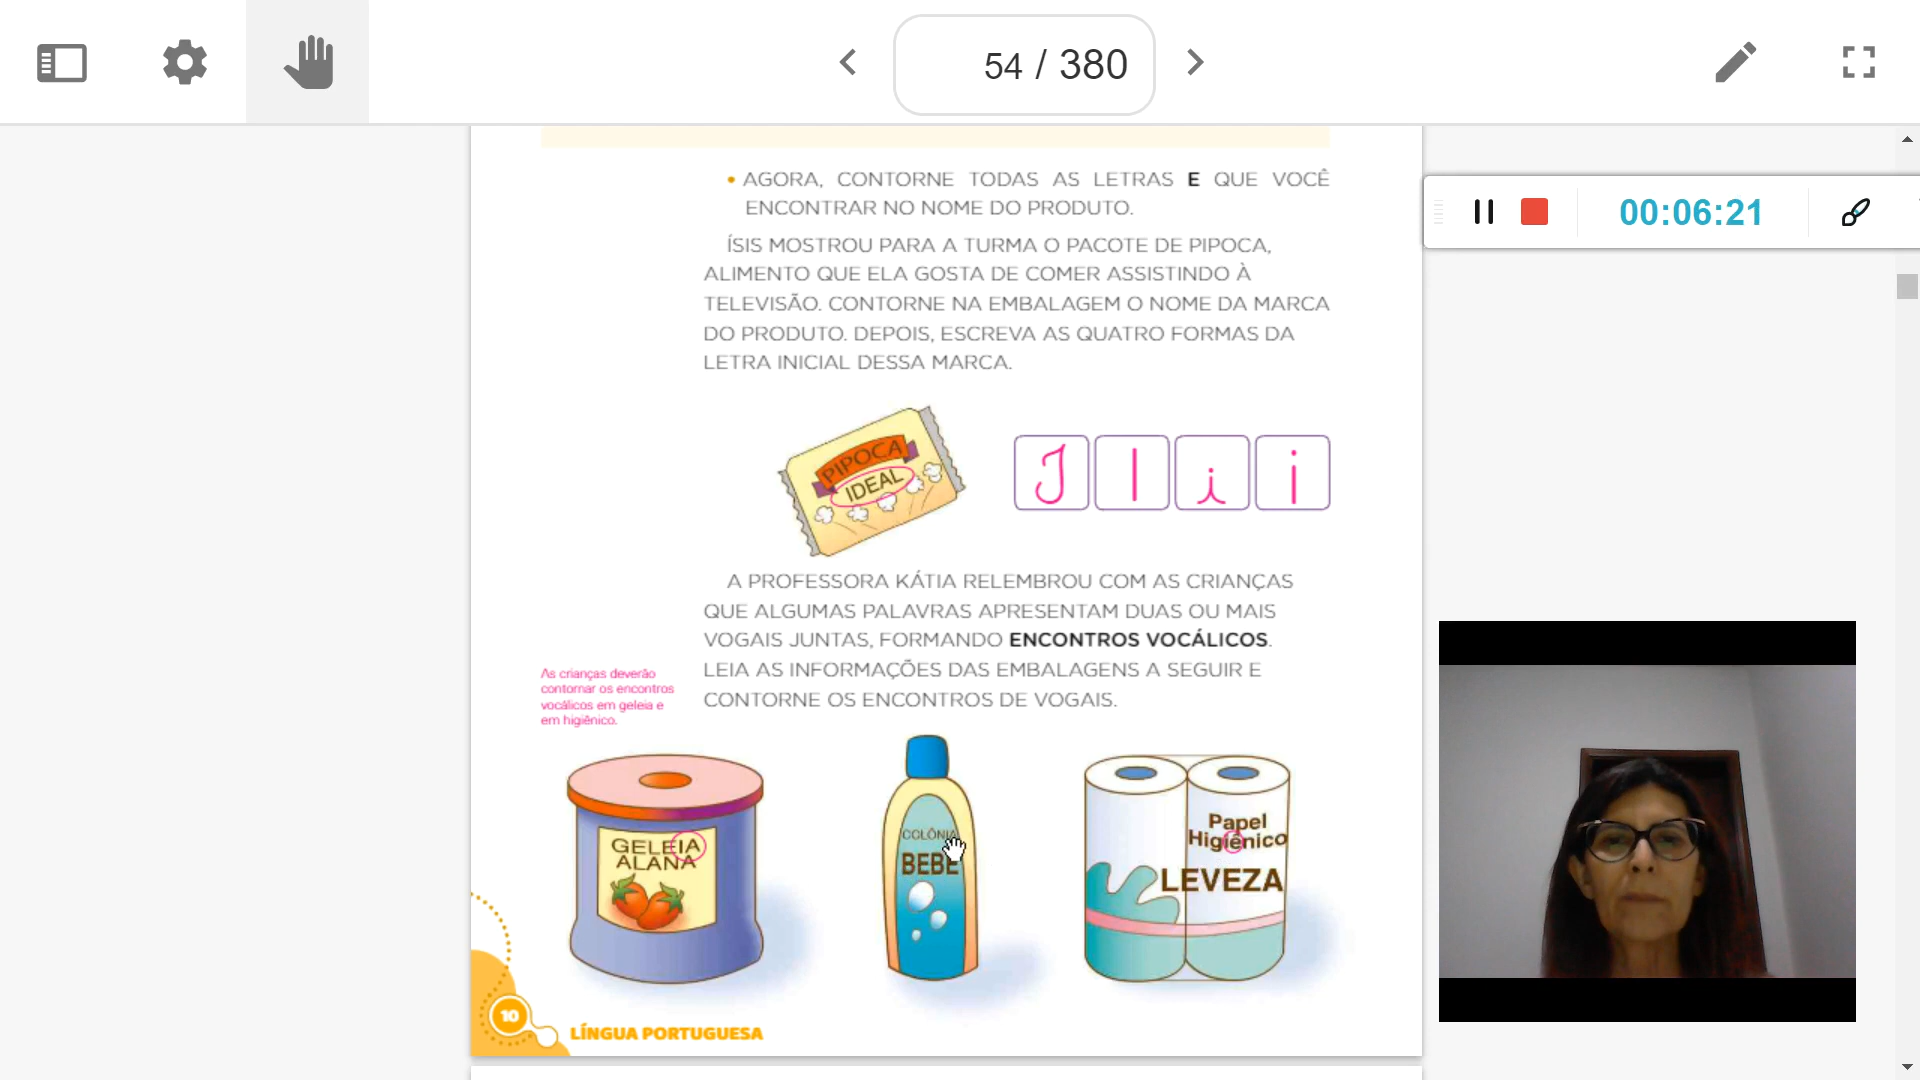 54 / 380
00:06:21
• AGORA, CONTORNE TODAS AS LETRAS E QUE VOCÊ
ENCONTRAR NO NOME DO PRODUTO.
ÍSIS MOSTROU PARA A TURMA O PACOTE DE PIPOCA,
ALIMENTO QUE ELA GOSTA DE COMER ASSISTINDO À
TELEVISÃO. CONTORNE NA EMBALAGEM O NOME DA MARCA
DO PRODUTO. DEPOIS, ESCREVA AS QUATRO FORMAS DA
LETRA INICIAL DESSA MARCA.
PIPOCA
IDEAL
I I i i
A PROFESSORA KÁTIA RELEMBROU COM AS CRIANÇAS
QUE ALGUMAS PALAVRAS APRESENTAM DUAS OU MAIS
VOGAIS JUNTAS, FORMANDO ENCONTROS VOCÁLICOS.
LEIA AS INFORMAÇÕES DAS EMBALAGENS A SEGUIR E
CONTORNE OS ENCONTROS DE VOGAIS.
As crianças deverão
contornar os encontros
vocálicos em geleia e
em higiênico.
GELEIA
ALANA
COLÔNIA
BEBÊ
Papel
Higiênico
LEVEZA
10
LÍNGUA PORTUGUESA